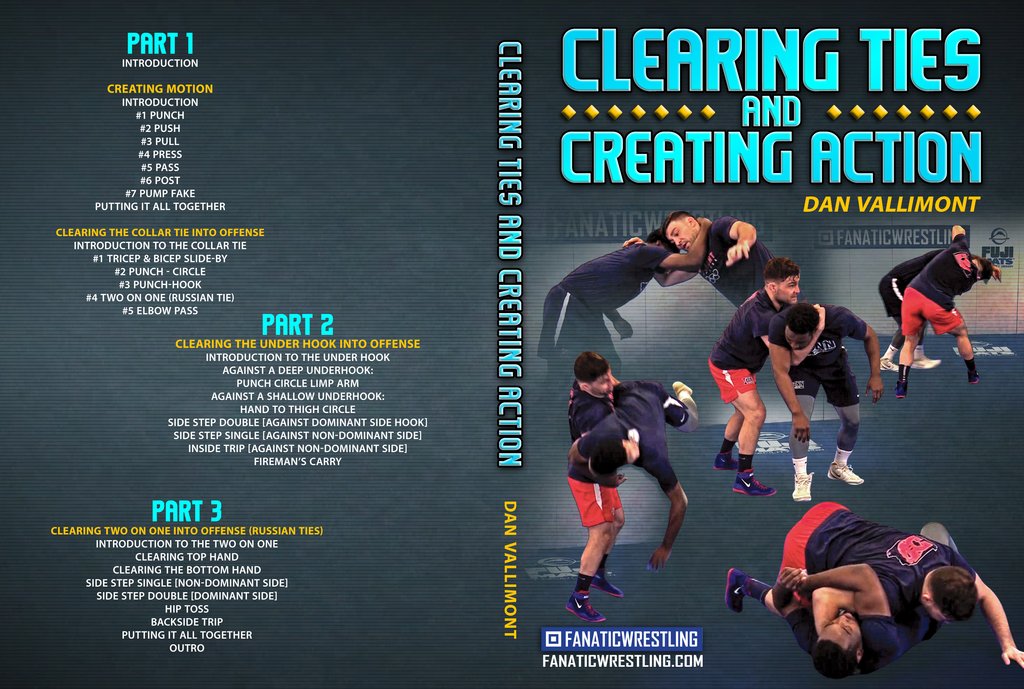 PART 1
INTRODUCTION
CREATING MOTION
INTRODUCTION
#1 PUNCH
#2 PUSH
#3 PULL
#4 PRESS
#5 PASS
#6 POST
#7 PUMP FAKE
PUTTING IT ALL TOGETHER
CLEARING THE COLLAR TIE INTO OFFENSE
INTRODUCTION TO THE COLLAR TIE
#1 TRICEP & BICEP SLIDE-BY
#2 PUNCH - CIRCLE
#3 PUNCH-HOOK
#4 TWO ON ONE (RUSSIAN TIE)
#5 ELBOW PASS
PART 2
CLEARING THE UNDER HOOK INTO OFFENSE
INTRODUCTION TO THE UNDER HOOK
AGAINST A DEEP UNDERHOOK:
PUNCH CIRCLE LIMP ARM
AGAINST A SHALLOW UNDERHOOK:
HAND TO THIGH CIRCLE
SIDE STEP DOUBLE [AGAINST DOMINANT SIDE HOOK]
SIDE STEP SINGLE [AGAINST NON-DOMINANT SIDE]
INSIDE TRIP [AGAINST NON-DOMINANT SIDE]
FIREMAN'S CARRY
PART 3
CLEARING TWO ON ONE INTO OFFENSE (RUSSIAN TIES)
INTRODUCTION TO THE TWO ON ONE
CLEARING TOP HAND
CLEARING THE BOTTOM HAND
SIDE STEP SINGLE [NON-DOMINANT SIDE]
SIDE STEP DOUBLE [DOMINANT SIDE]
HIP TOSS
BACKSIDE TRIP
PUTTING IT ALL TOGETHER
OUTRO
CLEARING TIES AND CREATING ACTION
DAN VALLIMONT
CLEARING TIES
AND
CREATING ACTION
DAN VALLIMONT
FANATICWRESTLIN
FUJI
FANATICWRESTLING
FANATICWRESTLING.COM